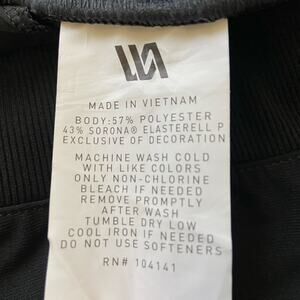 MADE IN VIETNAM
BODY:57% POLYESTER
43% SORONA® ELASTERELL P
EXCLUSIVE OF DECORATION
MACHINE WASH COLD
WITH LIKE COLORS
ONLY NON-CHLORINE
BLEACH IF NEEDED
REMOVE PROMPTLY
AFTER WASH
TUMBLE DRY LOW
COOL IRON IF NEEDED
DO NOT USE SOFTENERS
RN# 104141